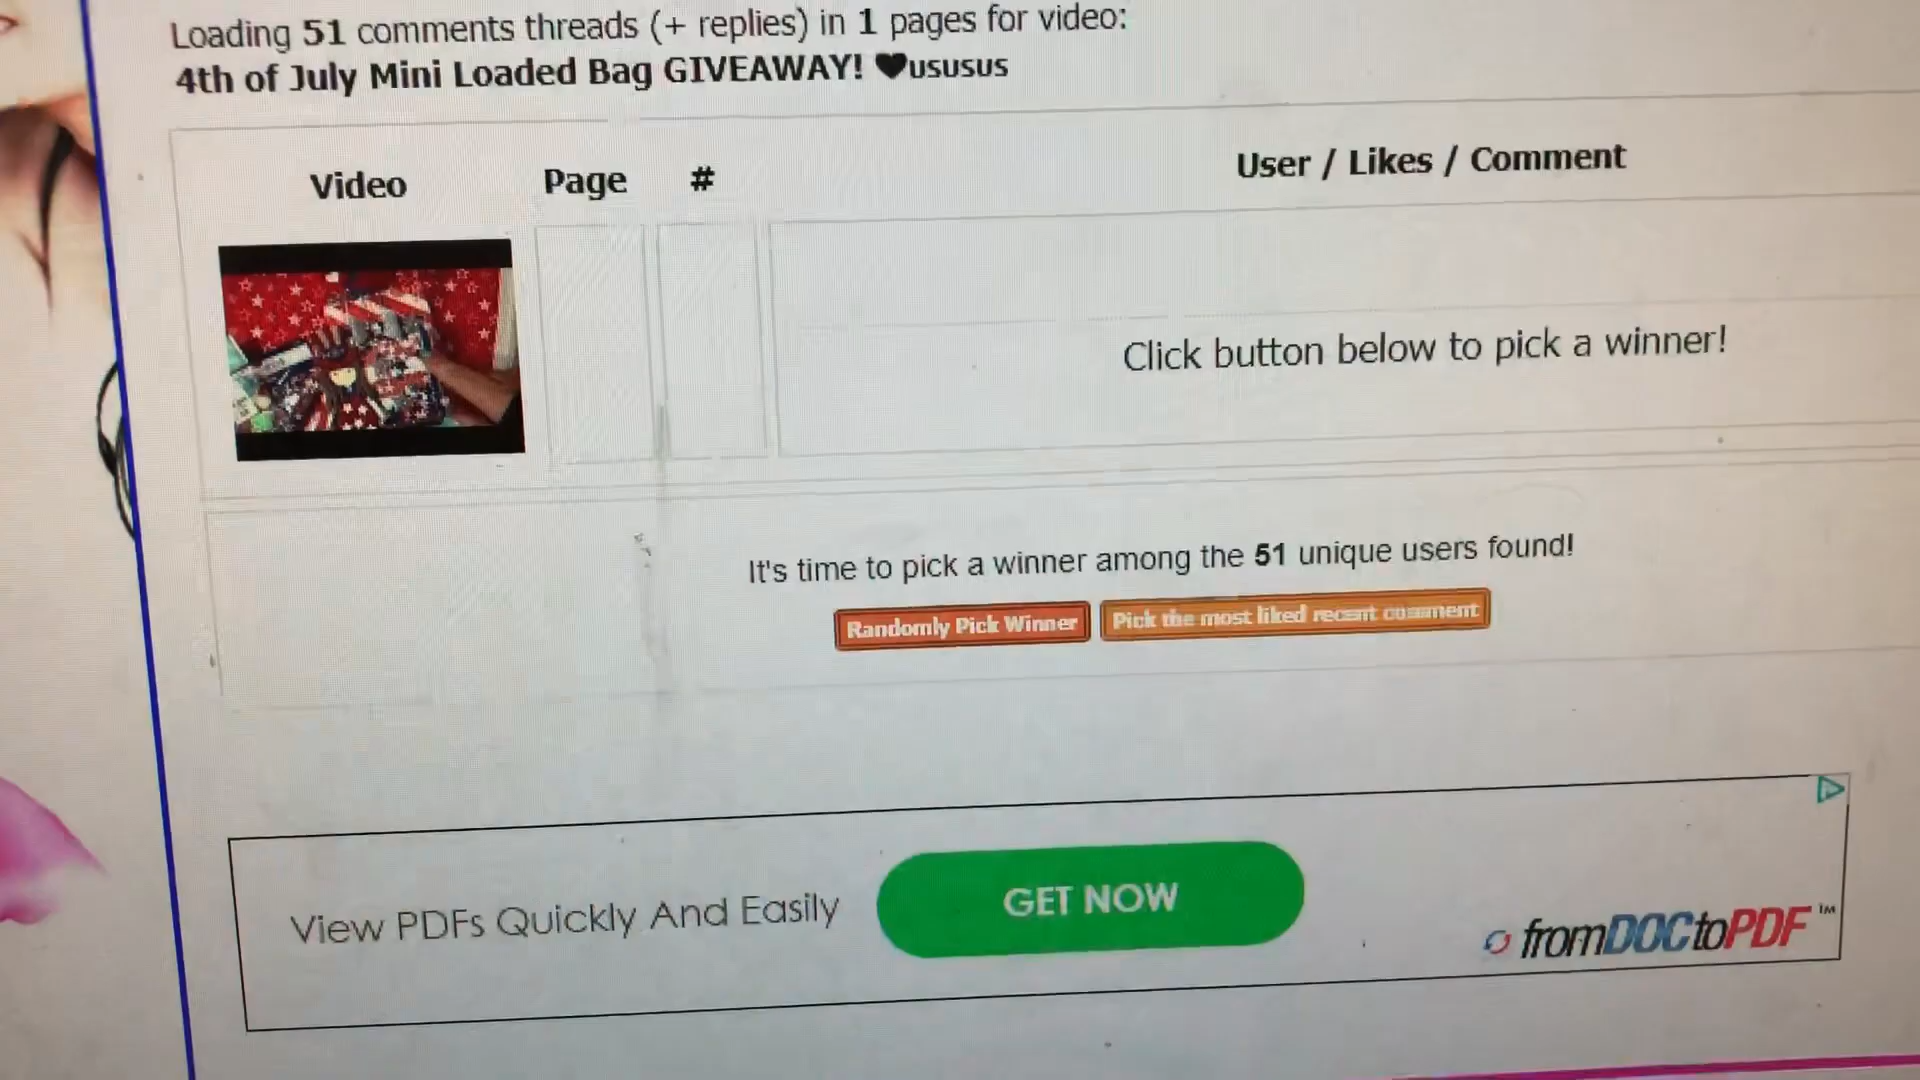 Loading 51 comments threads (+ replies) in 1 pages for video:
4th of July Mini Loaded Bag GIVEAWAY! ♥ususus
Video Page # User / Likes / Comment
Click button below to pick a winner!
It's time to pick a winner among the 51 unique users found!
Randomly Pick Winner Pick the most liked recent comment
View PDFs Quickly And Easily GET NOW
fromDOCtoPDF™